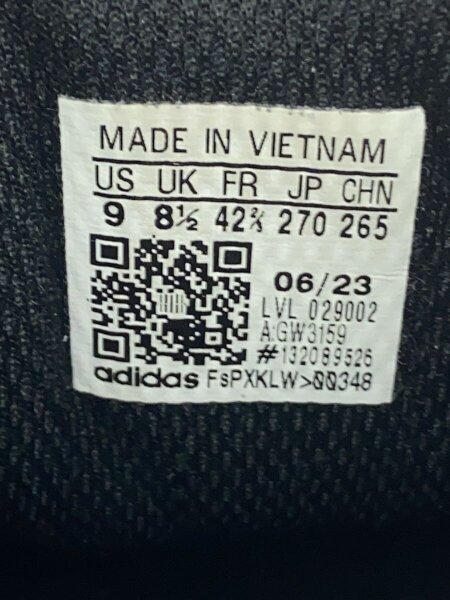 MADE IN VIETNAM
US UK FR JP CHN
9 8½ 42⅔ 270 265
06/23
LVL 029002
A:GW3159
#132089526
adidas FsPXKLW>00348